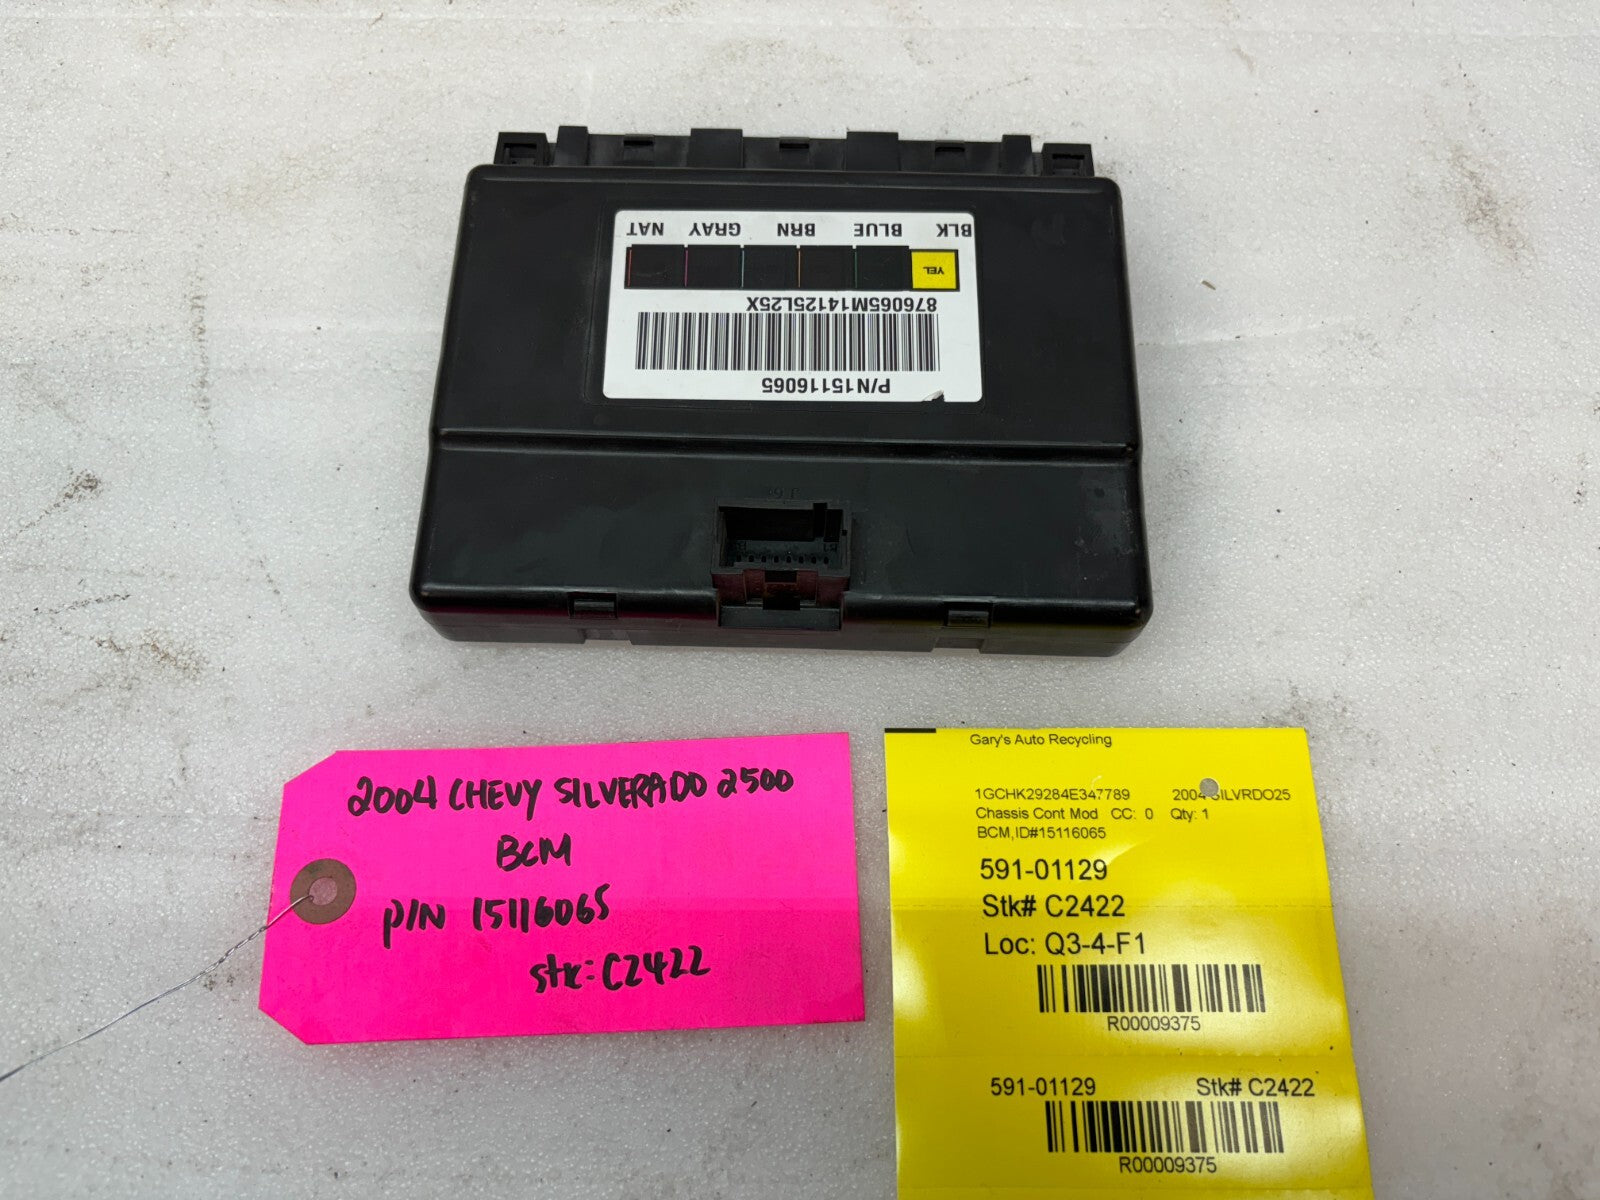 P/N15116065
876065M14125L25X
YEL
BLK BLUE BRN GRAY NAT
2004 CHEVY SILVERADO 2500
BCM
P/N 15116065
stk: C2422
Gary's Auto Recycling
1GCHK29284E347789 2004 SILVRDO25
Chassis Cont Mod CC: 0 Qty: 1
BCM,ID#15116065
591-01129
Stk# C2422
Loc: Q3-4-F1
R00009375
591-01129 Stk# C2422
R00009375